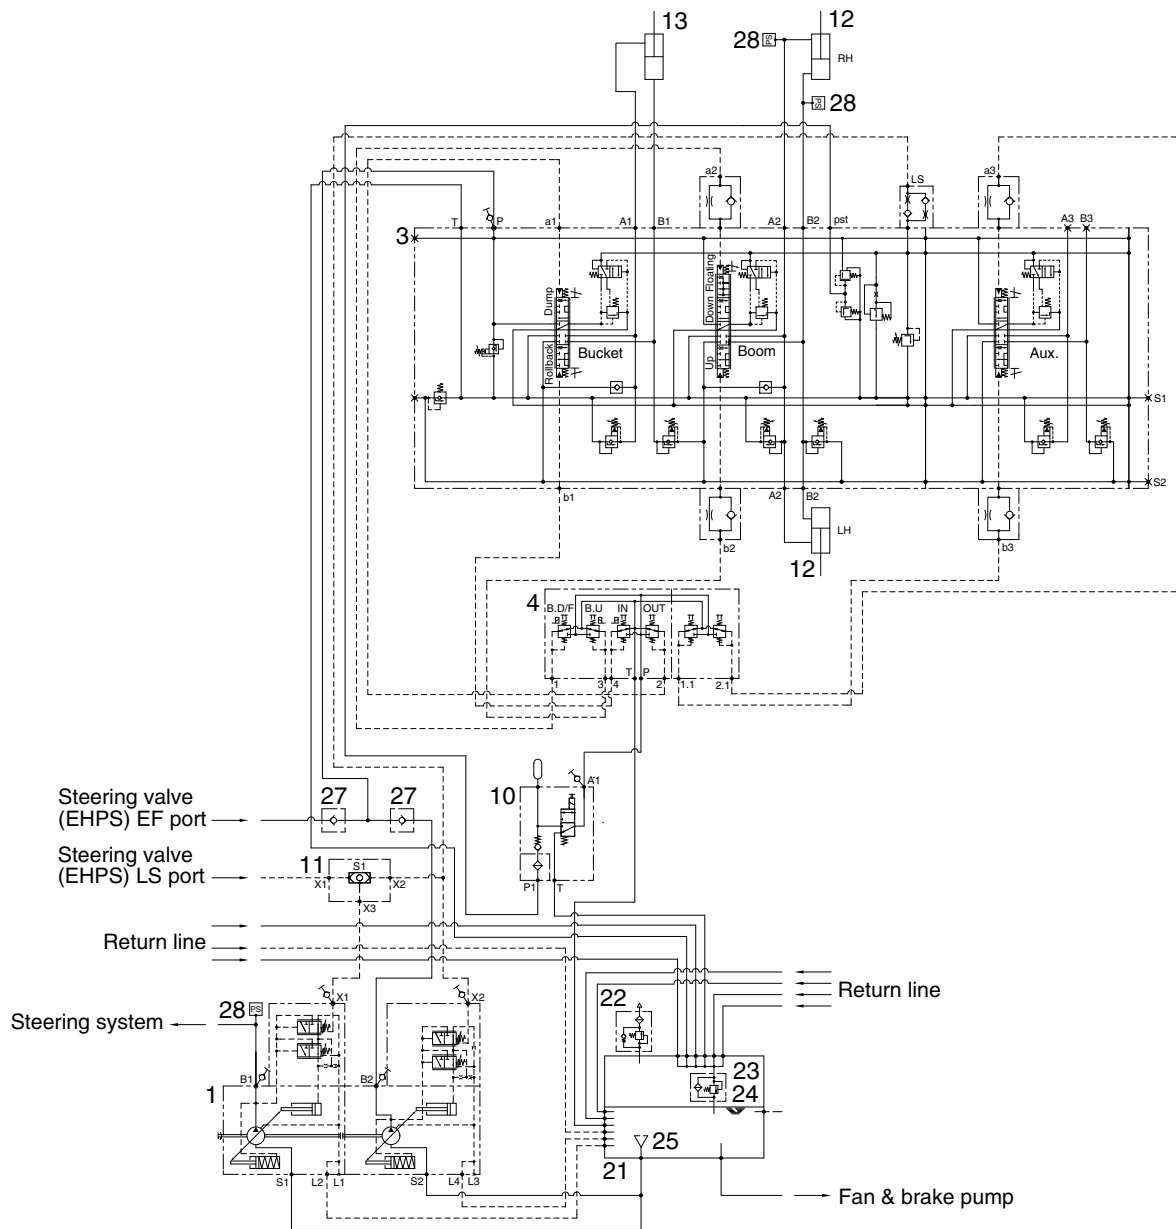 13
12
28
PS
RH
PS
28
a2
LS
a3
T
P
a1
A1
B1
A2
B2
pst
A3
B3
3
Dump
Rollback
Bucket
Down Floating
Up
Boom
Aux.
S1
S2
b1
A2
B2
LH
b2
12
b3
4
B.D/F
B.U
IN
OUT
T
P
1
3
4
2
1.1
2.1
10
A1
P1
T
Steering valve
(EHPS) EF port
27
27
Steering valve
(EHPS) LS port
11
S1
X1
X2
X3
Return line
Return line
28
PS
X1
X2
Steering system
22
B1
B2
1
23
24
25
21
S1
L2
L1
S2
L4
L3
Fan & brake pump